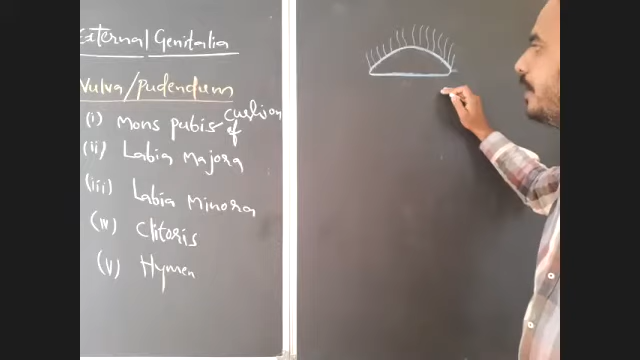 External Genitalia
Vulva/pudendum
(i) Mons pubis cushion of
(ii) Labia Majora
(iii) Labia Minora
(iv) Clitoris
(v) Hymen